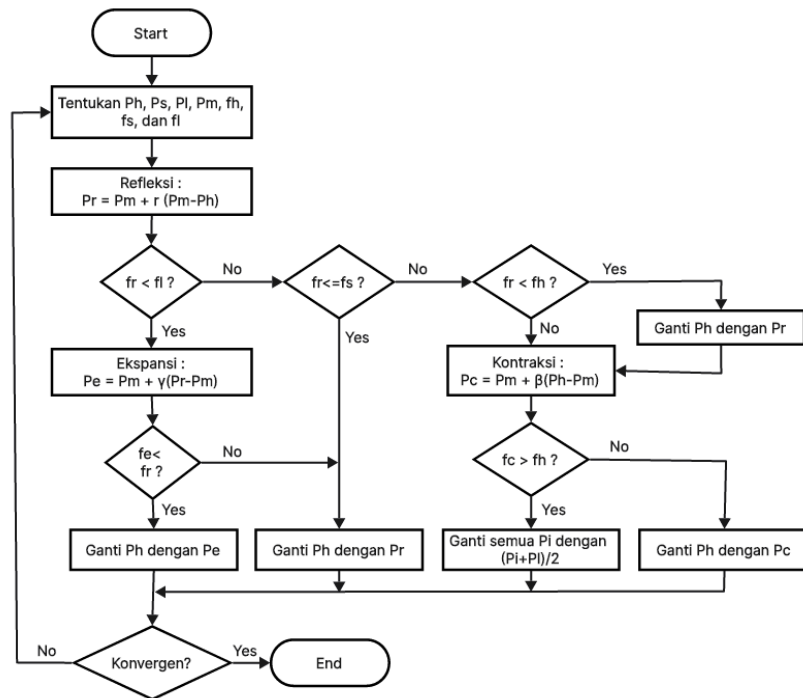 Start
Tentukan Ph, Ps, Pl, Pm, fh,
fs, dan fl
Refleksi :
Pr = Pm + r (Pm-Ph)
fr < fl ?
No
fr<=fs ?
No
fr < fh ?
Yes
Yes
Yes
No
Ganti Ph dengan Pr
Ekspansi :
Pe = Pm + γ(Pr-Pm)
Kontraksi :
Pc = Pm + β(Ph-Pm)
fe<
fr ?
No
fc > fh ?
No
Yes
Yes
Ganti Ph dengan Pe
Ganti Ph dengan Pr
Ganti semua Pi dengan
(Pi+Pl)/2
Ganti Ph dengan Pc
No
Konvergen?
Yes
End